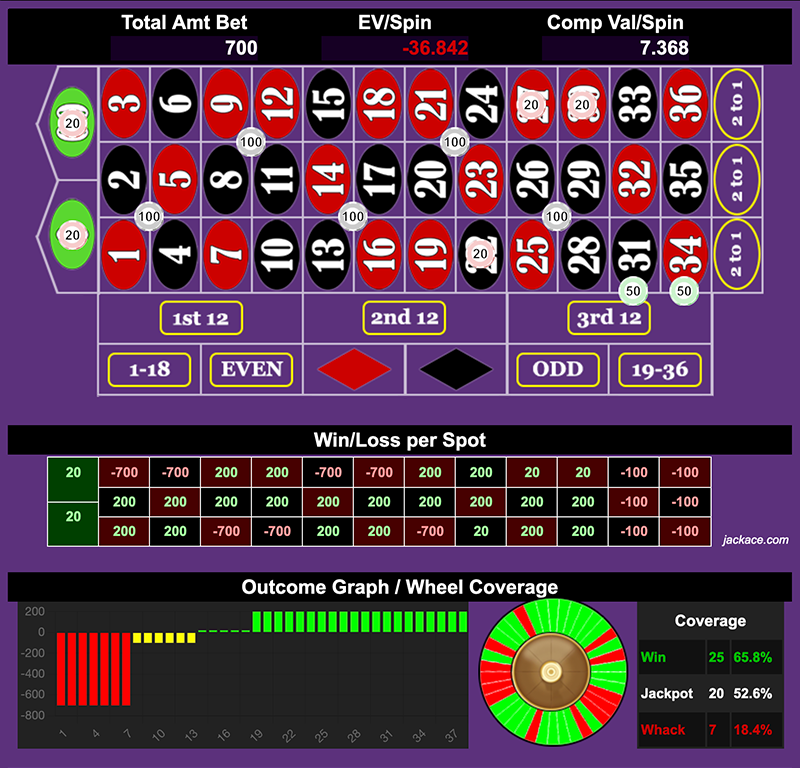 Total Amt Bet EV/Spin Comp Val/Spin
700 -36.842 7.368
3 6 9 12 15 18 21 24 20 20 33 36 2 to 1
20
100 100
2 5 8 11 14 17 20 23 26 29 32 35 2 to 1
100 100 100
20
1 4 7 10 13 16 19 20 25 28 31 34 2 to 1
50 50
1st 12 2nd 12 3rd 12
1-18 EVEN ODD 19-36
Win/Loss per Spot
20 -700 -700 200 200 -700 -700 200 200 20 20 -100 -100
200 200 200 200 200 200 200 200 200 200 -100 -100
20
200 200 -700 -700 200 200 -700 20 200 200 -100 -100
jackace.com
Outcome Graph / Wheel Coverage
200
0
-200
-400
-600
-800
1 4 7 10 13 16 19 22 25 28 31 34 37
Coverage
Win 25 65.8%
Jackpot 20 52.6%
Whack 7 18.4%